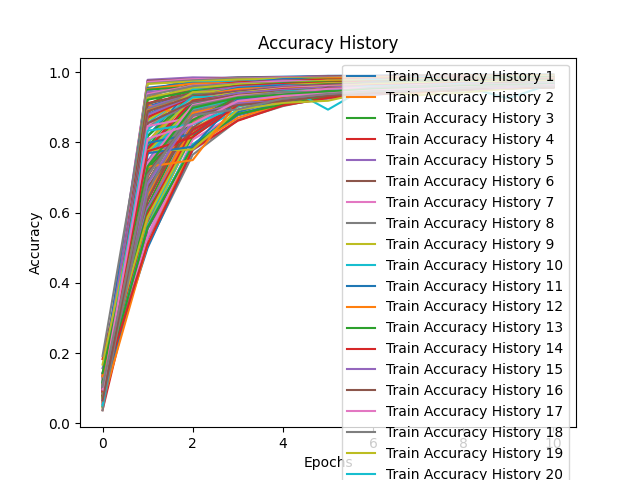 Accuracy History
1.0
0.8
0.6
0.4
0.2
0.0
Accuracy
Train Accuracy History 1
Train Accuracy History 2
Train Accuracy History 3
Train Accuracy History 4
Train Accuracy History 5
Train Accuracy History 6
Train Accuracy History 7
Train Accuracy History 8
Train Accuracy History 9
Train Accuracy History 10
Train Accuracy History 11
Train Accuracy History 12
Train Accuracy History 13
Train Accuracy History 14
Train Accuracy History 15
Train Accuracy History 16
Train Accuracy History 17
Train Accuracy History 18
Train Accuracy History 19
Train Accuracy History 20
0 2 4 6 8 10
Epochs